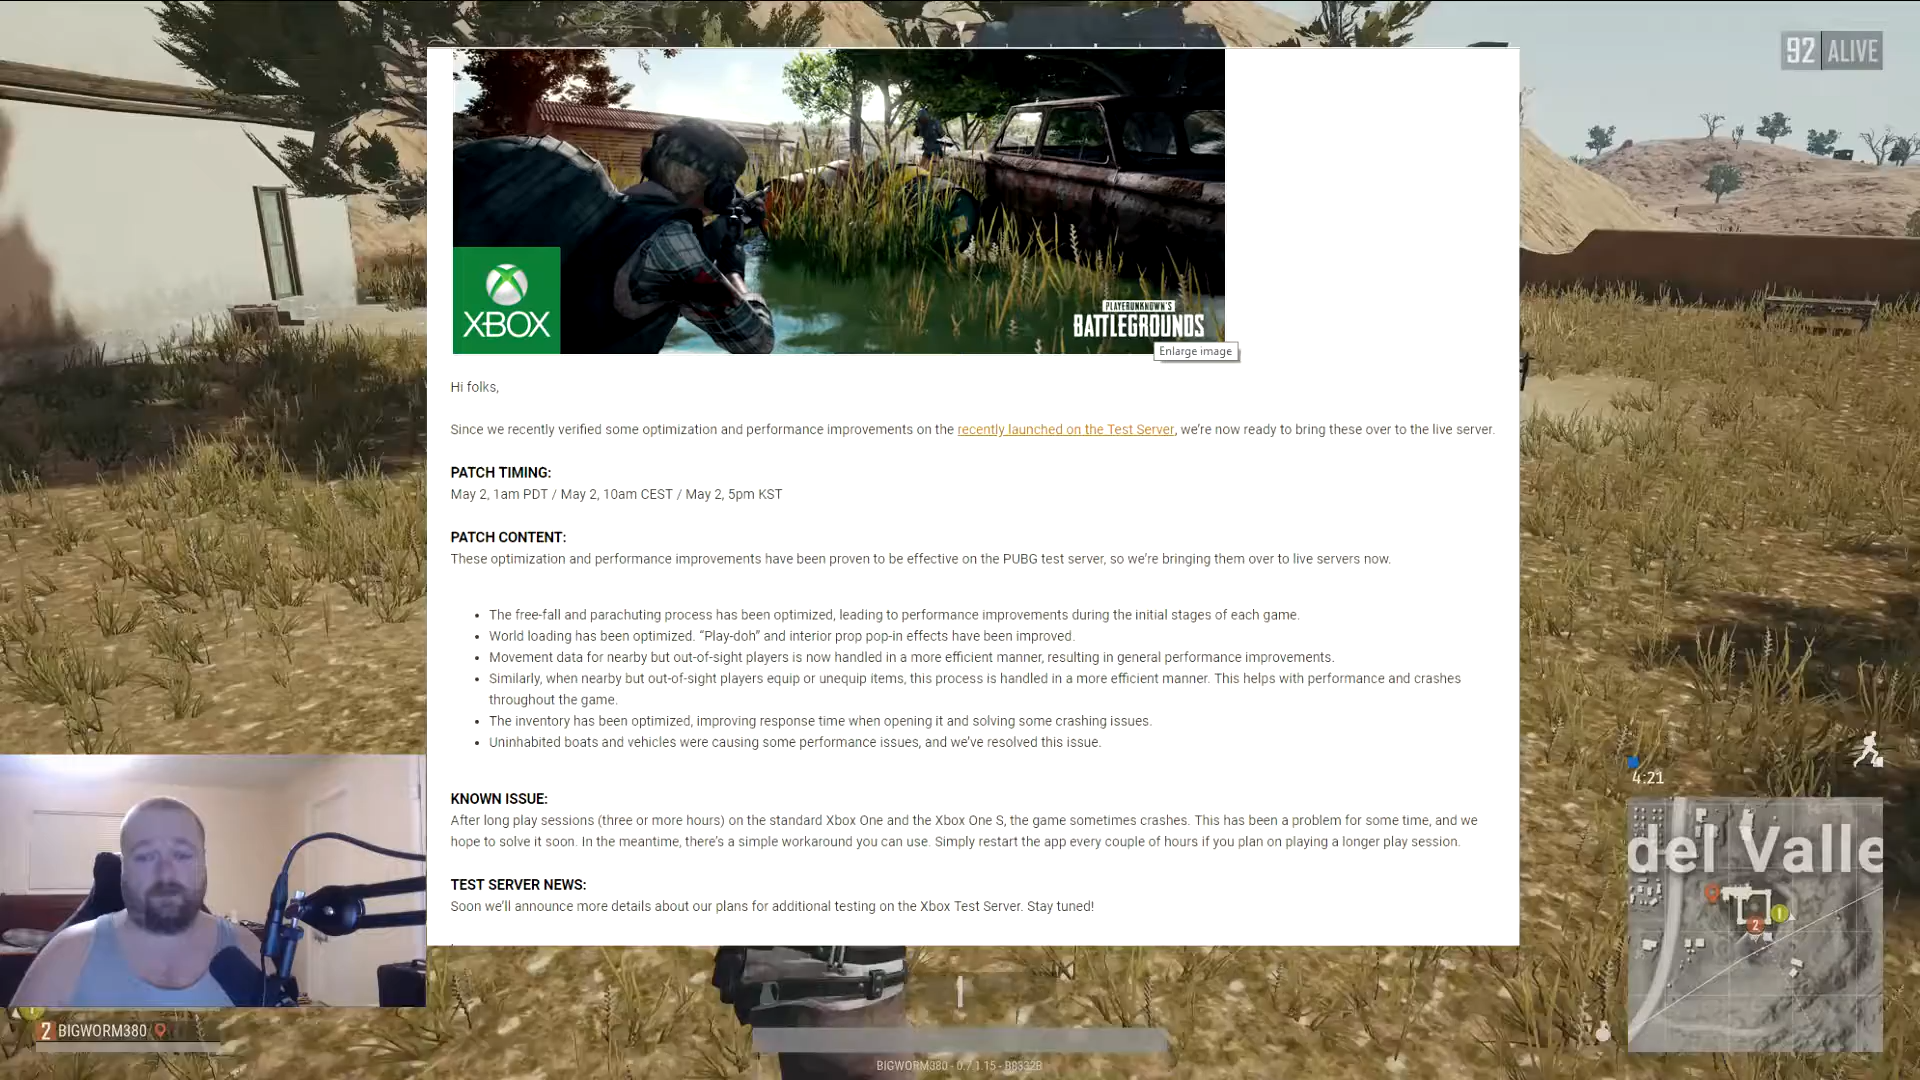 92 ALIVE
XBOX
PLAYERUNKNOWN'S
BATTLEGROUNDS
Enlarge image
Hi folks,
Since we recently verified some optimization and performance improvements on the recently launched on the Test Server, we’re now ready to bring these over to the live server.
PATCH TIMING:
May 2, 1am PDT / May 2, 10am CEST / May 2, 5pm KST
PATCH CONTENT:
These optimization and performance improvements have been proven to be effective on the PUBG test server, so we’re bringing them over to live servers now.
• The free-fall and parachuting process has been optimized, leading to performance improvements during the initial stages of each game.
• World loading has been optimized. “Play-doh” and interior prop pop-in effects have been improved.
• Movement data for nearby but out-of-sight players is now handled in a more efficient manner, resulting in general performance improvements.
• Similarly, when nearby but out-of-sight players equip or unequip items, this process is handled in a more efficient manner. This helps with performance and crashes
throughout the game.
• The inventory has been optimized, improving response time when opening it and solving some crashing issues.
• Uninhabited boats and vehicles were causing some performance issues, and we’ve resolved this issue.
KNOWN ISSUE:
After long play sessions (three or more hours) on the standard Xbox One and the Xbox One S, the game sometimes crashes. This has been a problem for some time, and we
hope to solve it soon. In the meantime, there’s a simple workaround you can use. Simply restart the app every couple of hours if you plan on playing a longer play session.
TEST SERVER NEWS:
Soon we’ll announce more details about our plans for additional testing on the Xbox Test Server. Stay tuned!
4:21
del Valle
1
2
2 BIGWORM380
BIGWORM380 - 0.7.1.15 - B8332B